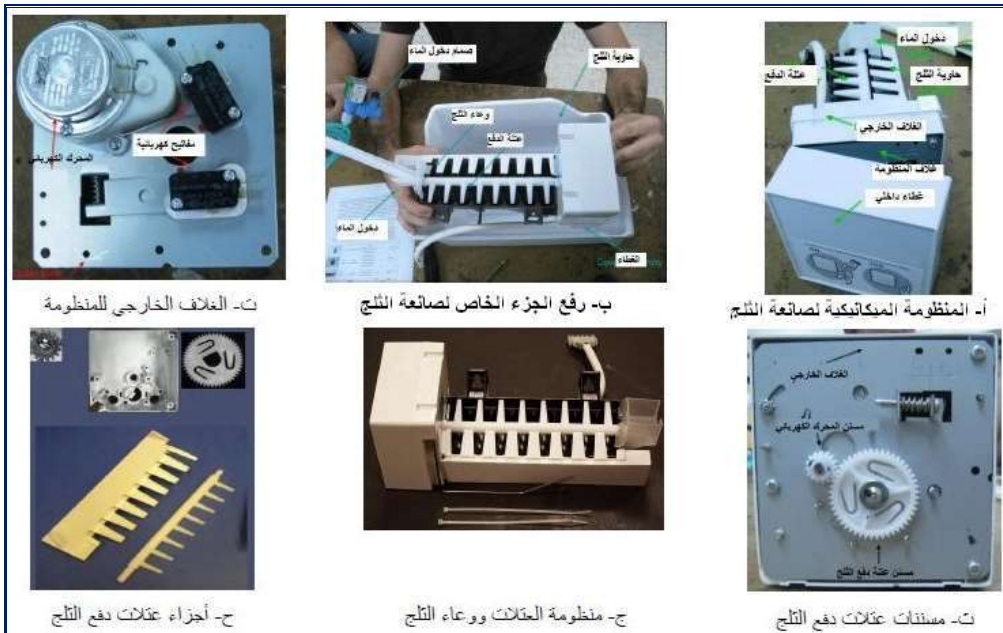 دخول الماء
عتلة الدفع
حاوية الثلج
الغلاف الخارجي
غلاف المنظومة
غطاء داخلي
أ- المنظومة الميكانيكية لصانعة الثلج
صمام دخول الماء
حاوية الثلج
وعاء الثلج
عتلة الدفع
دخول الماء
الغطاء
ب- رفع الجزء الخاص لصانعة الثلج
مفاتيح كهربائية
المحرك الكهربائي
ت- الغلاف الخارجي للمنظومة
الغلاف الخارجي
مسنن المحرك الكهربائي
مسنن عتلة دفع الثلج
ث- مسننات عتلات دفع الثلج
ج- منظومة العتلات ووعاء الثلج
ح- أجزاء عتلات دفع الثلج